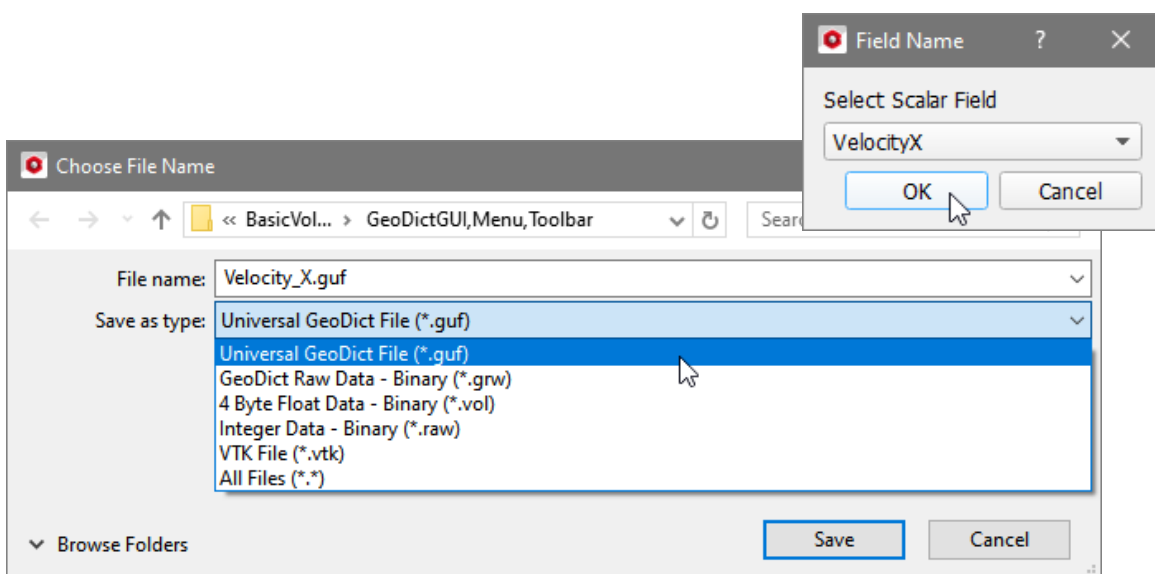 Field Name ?
Select Scalar Field
VelocityX
OK Cancel
Choose File Name
« BasicVol... › GeoDictGUI,Menu,Toolbar
File name: Velocity_X.guf
Save as type: Universal GeoDict File (*.guf)
Universal GeoDict File (*.guf)
GeoDict Raw Data - Binary (*.grw)
4 Byte Float Data - Binary (*.vol)
Integer Data - Binary (*.raw)
VTK File (*.vtk)
All Files (*.*)
Browse Folders
Save Cancel